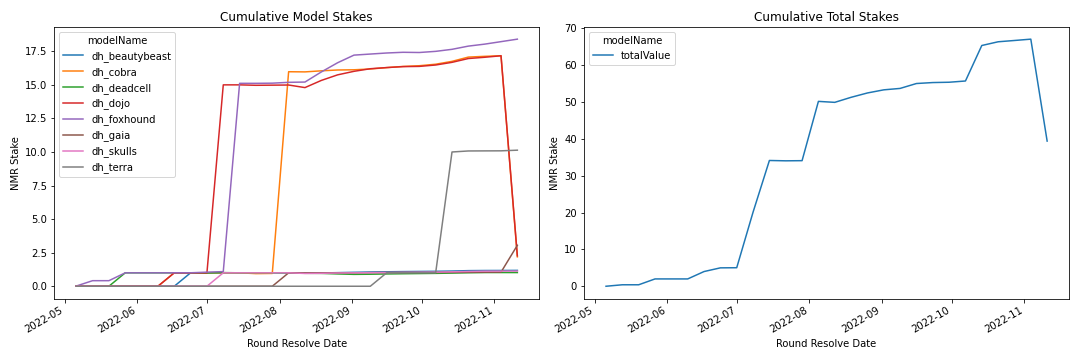 Cumulative Model Stakes
NMR Stake
17.5
15.0
12.5
10.0
7.5
5.0
2.5
0.0
modelName
dh_beautybeast
dh_cobra
dh_deadcell
dh_dojo
dh_foxhound
dh_gaia
dh_skulls
dh_terra
2022-05
2022-06
2022-07
2022-08
2022-09
2022-10
2022-11
Round Resolve Date
Cumulative Total Stakes
NMR Stake
70
60
50
40
30
20
10
0
modelName
totalValue
2022-05
2022-06
2022-07
2022-08
2022-09
2022-10
2022-11
Round Resolve Date